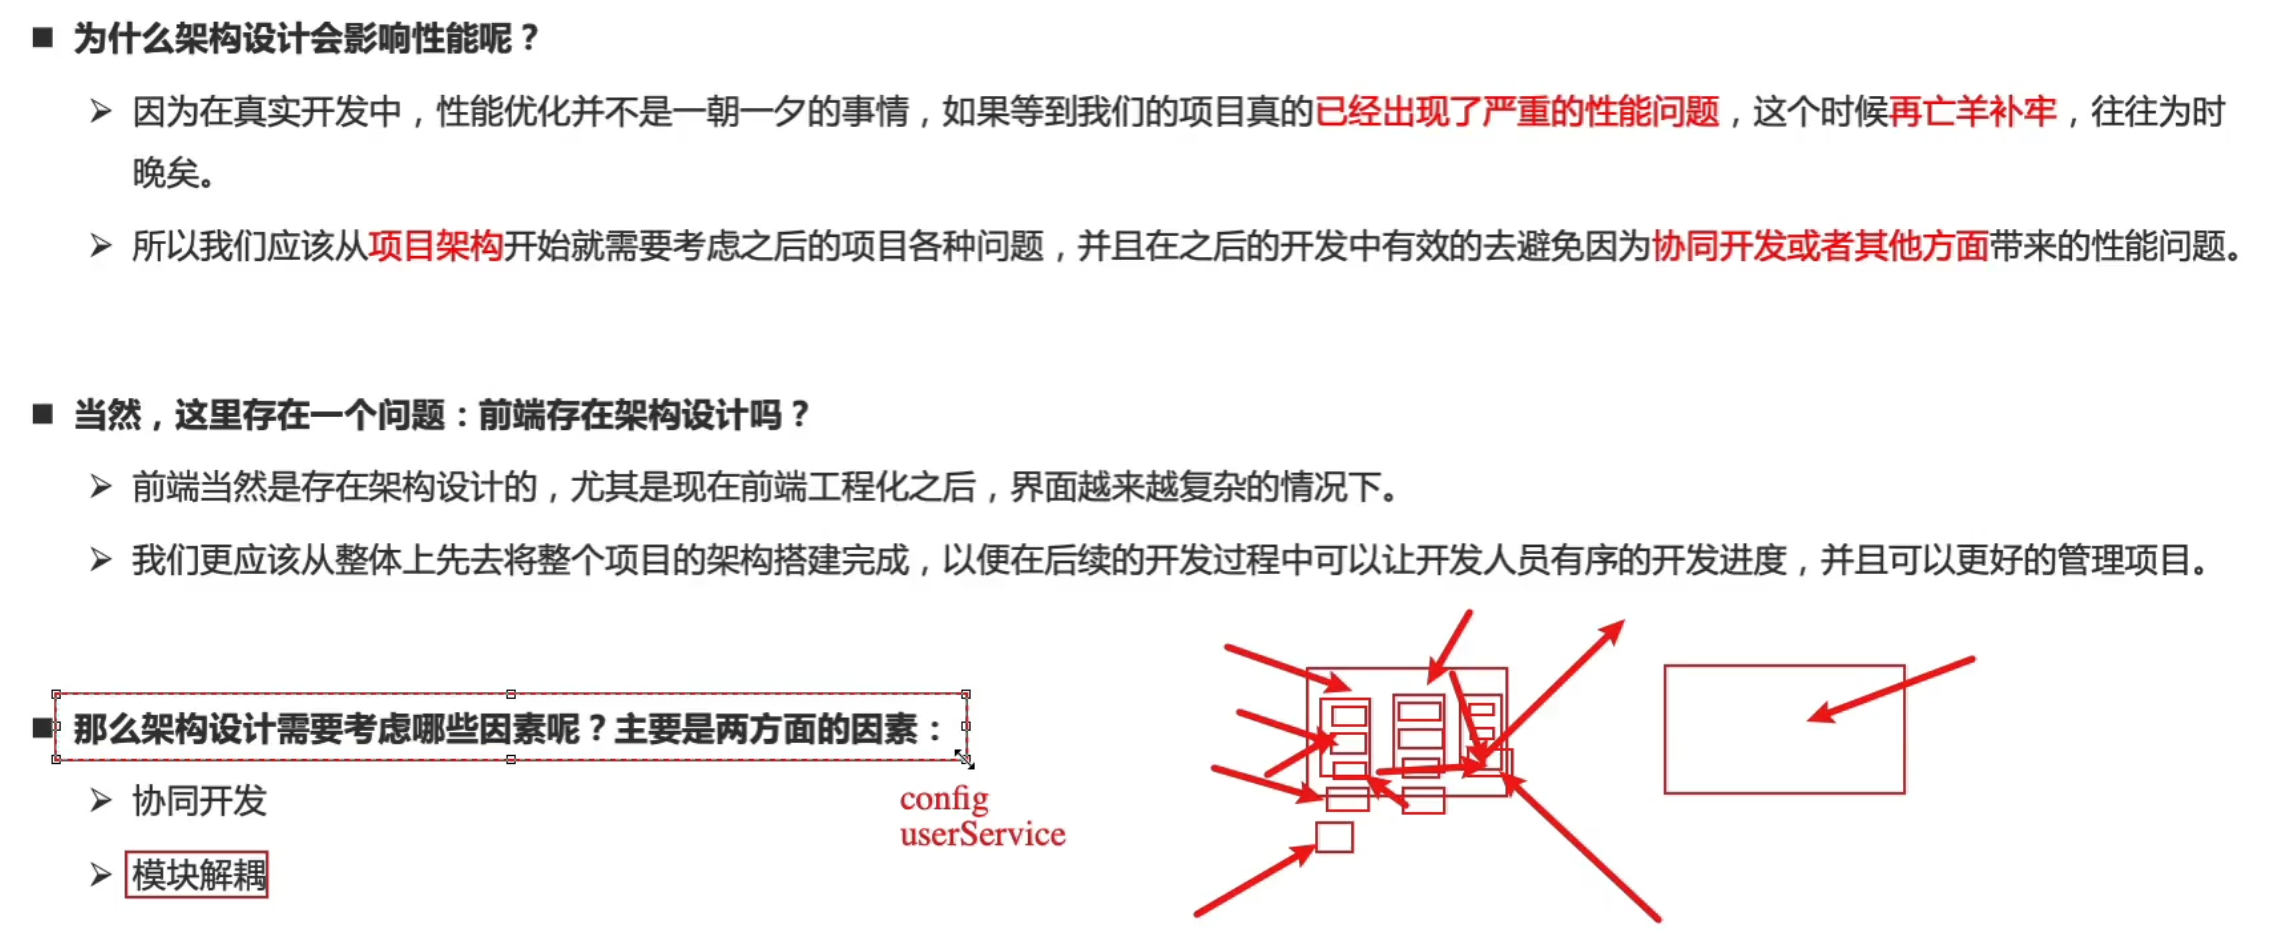 ■ 为什么架构设计会影响性能呢？
➢ 因为在真实开发中，性能优化并不是一朝一夕的事情，如果等到我们的项目真的已经出现了严重的性能问题，这个时候再亡羊补牢，往往为时
晚矣。
➢ 所以我们应该从项目架构开始就需要考虑之后的项目各种问题，并且在之后的开发中有效的去避免因为协同开发或者其他方面带来的性能问题。
■ 当然，这里存在一个问题：前端存在架构设计吗？
➢ 前端当然是存在架构设计的，尤其是现在前端工程化之后，界面越来越复杂的情况下。
➢ 我们更应该从整体上先去将整个项目的架构搭建完成，以便在后续的开发过程中可以让开发人员有序的开发进度，并且可以更好的管理项目。
■ 那么架构设计需要考虑哪些因素呢？主要是两方面的因素：
➢ 协同开发
➢ 模块解耦
config
userService